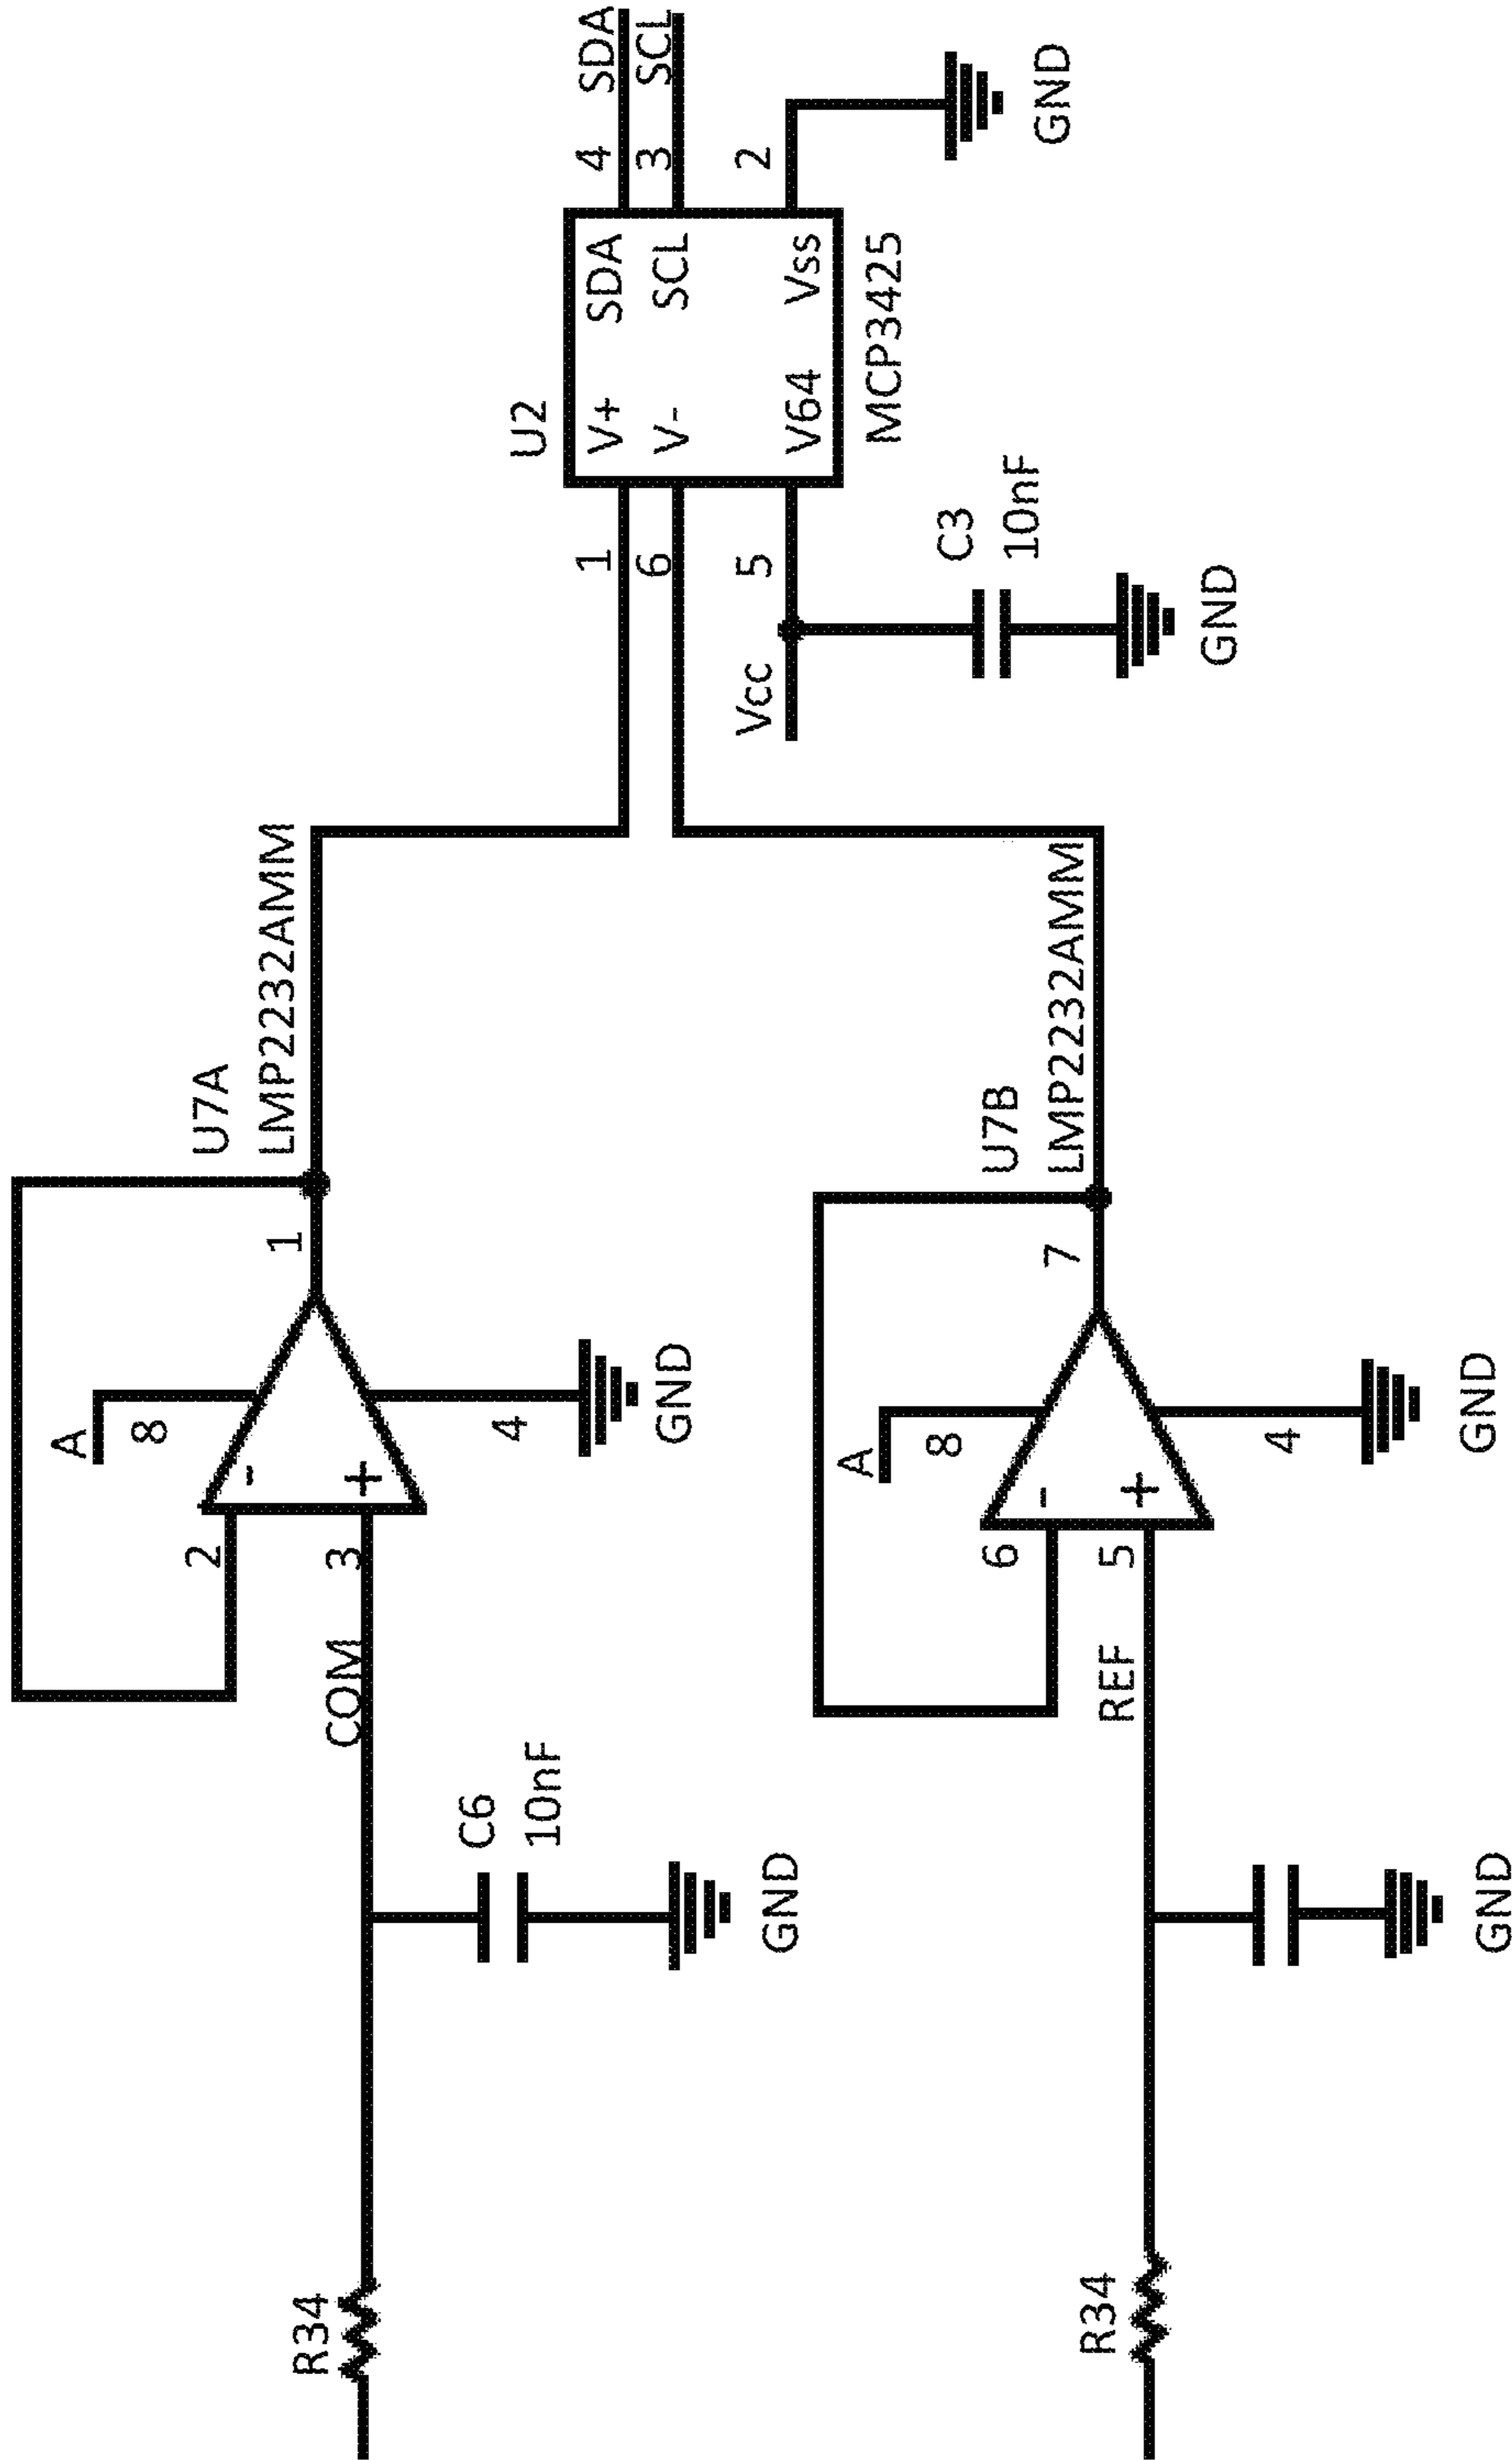 R34
COM
C6
10nF
GND
2
3
-
+
A
8
4
GND
1
U7A
LMP2232AMM
R34
REF
GND
6
5
-
+
A
8
4
GND
7
U7B
LMP2232AMM
Vcc
1
6
5
C3
10nF
GND
U2
V+ SDA
V- SCL
V64 Vss
MCP3425
4
3
2
SDA
SCL
GND